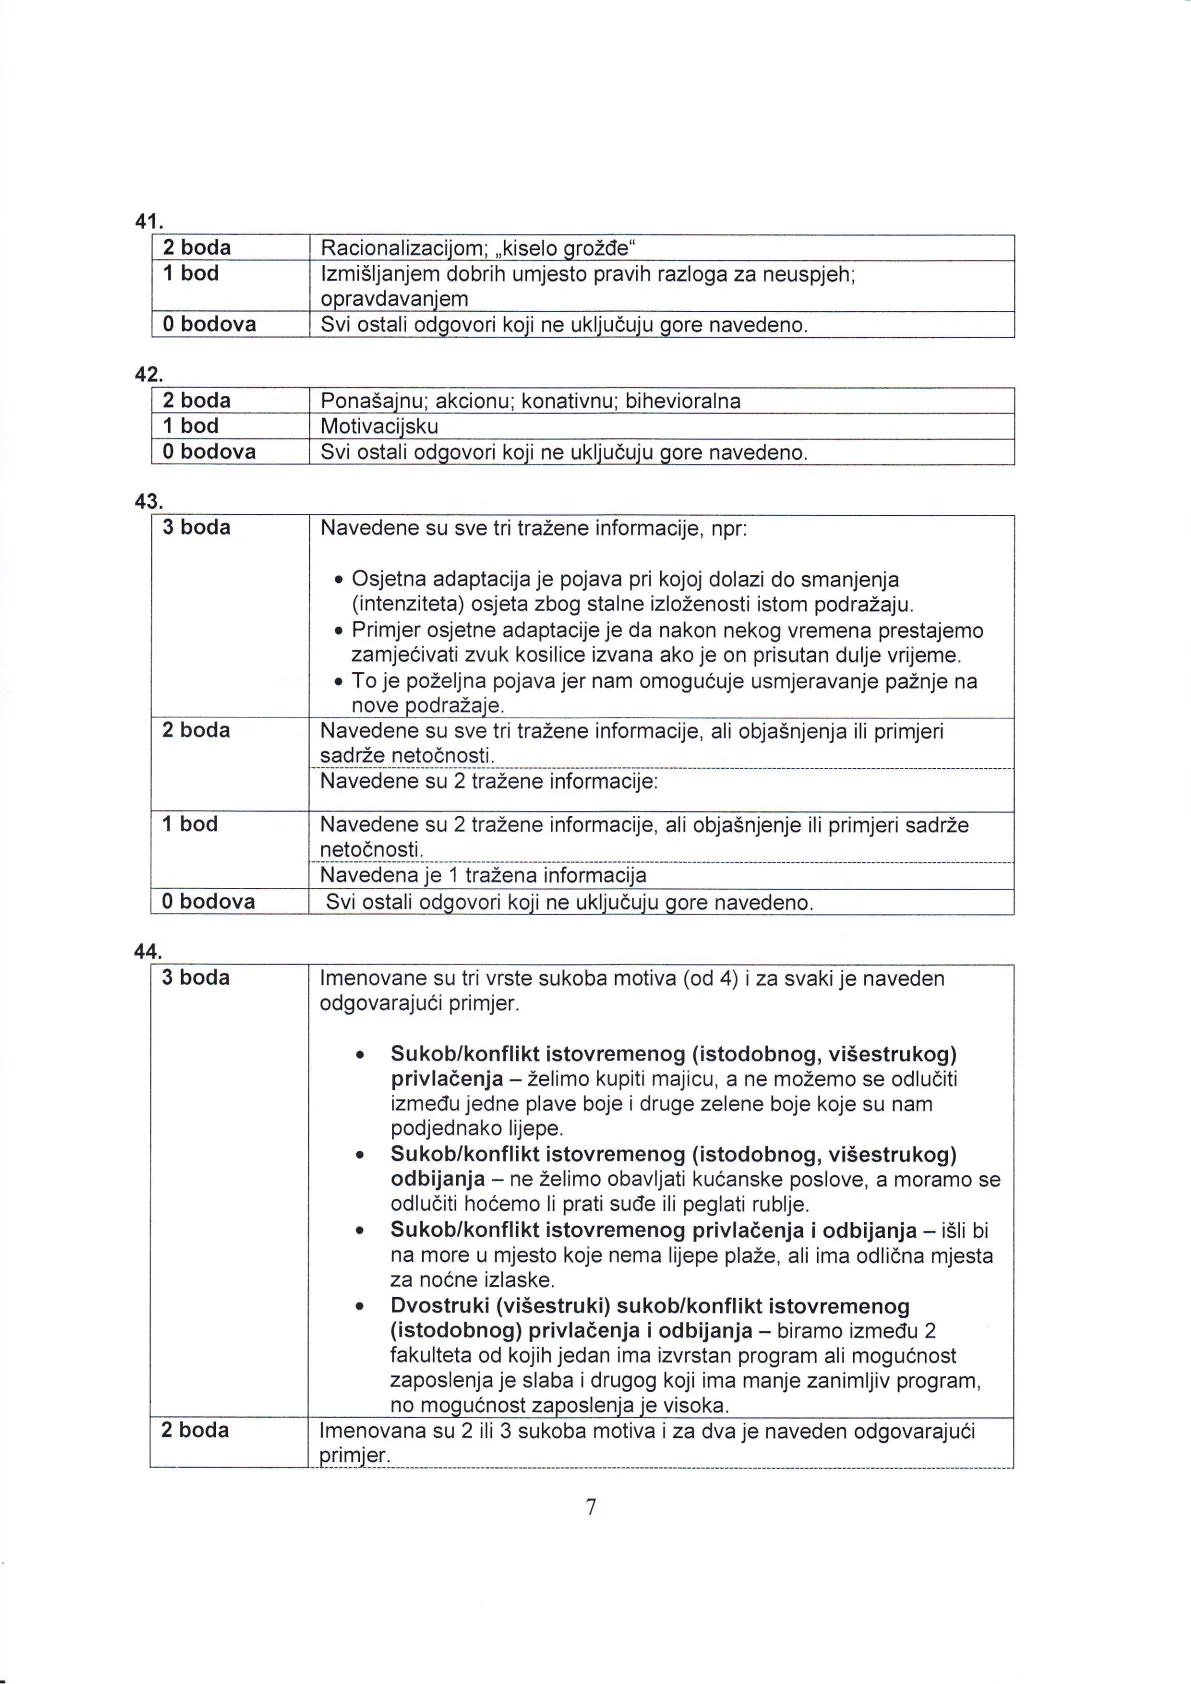 41.
2 boda Racionalizacijom; „kiselo grožđe“
1 bod Izmišljanjem dobrih umjesto pravih razloga za neuspjeh;
opravdavanjem
0 bodova Svi ostali odgovori koji ne uključuju gore navedeno.
42.
2 boda Ponašajnu; akcionu; konativnu; bihevioralna
1 bod Motivacijsku
0 bodova Svi ostali odgovori koji ne uključuju gore navedeno.
43.
3 boda Navedene su sve tri tražene informacije, npr:
• Osjetna adaptacija je pojava pri kojoj dolazi do smanjenja
(intenziteta) osjeta zbog stalne izloženosti istom podražaju.
• Primjer osjetne adaptacije je da nakon nekog vremena prestajemo
zamjećivati zvuk kosilice izvana ako je on prisutan dulje vrijeme.
• To je poželjna pojava jer nam omogućuje usmjeravanje pažnje na
nove podražaje.
2 boda Navedene su sve tri tražene informacije, ali objašnjenja ili primjeri
sadrže netočnosti.
Navedene su 2 tražene informacije:
1 bod Navedene su 2 tražene informacije, ali objašnjenje ili primjeri sadrže
netočnosti.
Navedena je 1 tražena informacija
0 bodova Svi ostali odgovori koji ne uključuju gore navedeno.
44.
3 boda Imenovane su tri vrste sukoba motiva (od 4) i za svaki je naveden
odgovarajući primjer.
• Sukob/konflikt istovremenog (istodobnog, višestrukog)
privlačenja – želimo kupiti majicu, a ne možemo se odlučiti
između jedne plave boje i druge zelene boje koje su nam
podjednako lijepe.
• Sukob/konflikt istovremenog (istodobnog, višestrukog)
odbijanja – ne želimo obavljati kućanske poslove, a moramo se
odlučiti hoćemo li prati suđe ili peglati rublje.
• Sukob/konflikt istovremenog privlačenja i odbijanja – išli bi
na more u mjesto koje nema lijepe plaže, ali ima odlična mjesta
za noćne izlaske.
• Dvostruki (višestruki) sukob/konflikt istovremenog
(istodobnog) privlačenja i odbijanja – biramo između 2
fakulteta od kojih jedan ima izvrstan program ali mogućnost
zaposlenja je slaba i drugog koji ima manje zanimljiv program,
no mogućnost zaposlenja je visoka.
2 boda Imenovana su 2 ili 3 sukoba motiva i za dva je naveden odgovarajući
primjer.
7